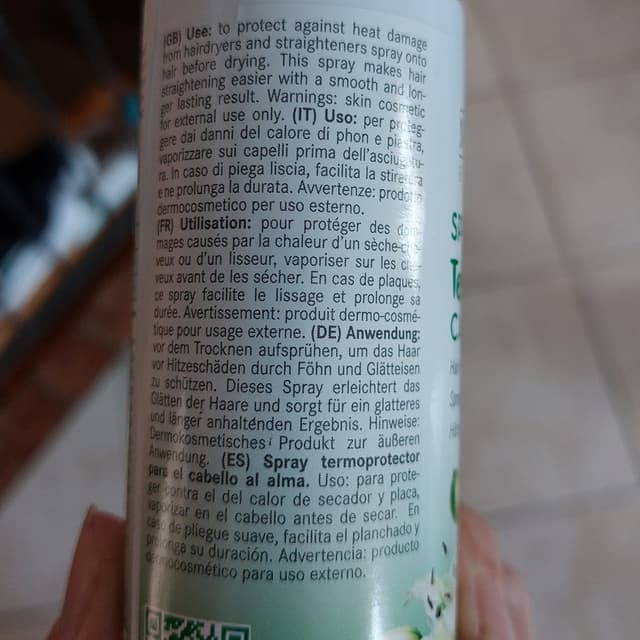 (GB) Use: to protect against heat damage
from hairdryers and straighteners spray onto
hair before drying. This spray makes hair
straightening easier with a smooth and lon-
ger lasting result. Warnings: skin cosmetic
for external use only. (IT) Uso: per proteg-
gere dai danni del calore di phon e piastra,
vaporizzare sui capelli prima dell'asciugatu-
ra. In caso di piega liscia, facilita la stiratura
e ne prolunga la durata. Avvertenze: prodotto
dermocosmetico per uso esterno.
(FR) Utilisation: pour protéger des dom-
mages causés par la chaleur d'un sèche-che-
veux ou d'un lisseur, vaporiser sur les che-
veux avant de les sécher. En cas de plaques,
ce spray facilite le lissage et prolonge sa
durée. Avertissement: produit dermo-cosmé-
tique pour usage externe. (DE) Anwendung:
vor dem Trocknen aufsprühen, um das Haar
vor Hitzeschäden durch Föhn und Glätteisen
zu schützen. Dieses Spray erleichtert das
Glätten der Haare und sorgt für ein glatteres
und länger anhaltendes Ergebnis. Hinweise:
Dermokosmetisches Produkt zur äußeren
Anwendung. (ES) Spray termoprotector
para el cabello al alma. Uso: para prote-
ger contra el del calor de secador y placa,
vaporizar en el cabello antes de secar. En
caso de pliegue suave, facilita el planchado y
prolonga su duración. Advertencia: producto
dermocosmético para uso externo.